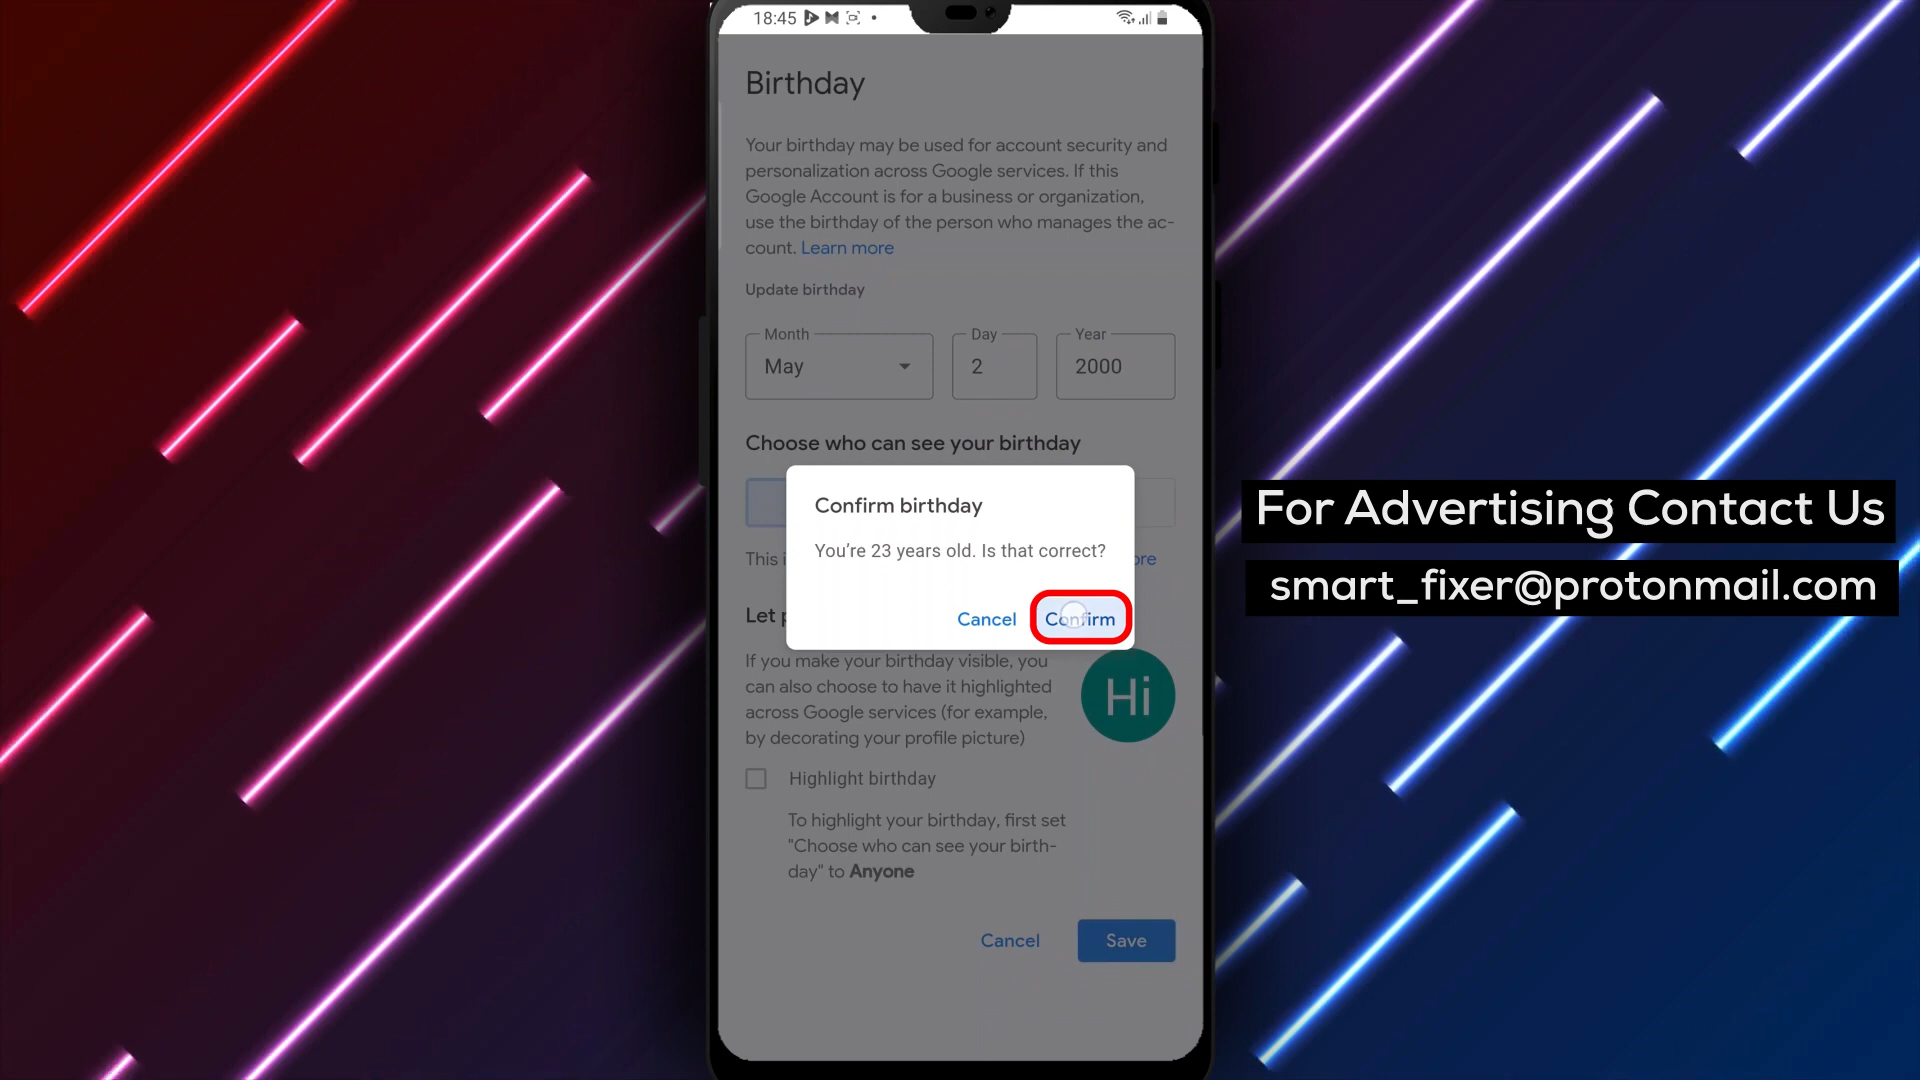 18:45
Birthday
Your birthday may be used for account security and
personalization across Google services. If this
Google Account is for a business or organization,
use the birthday of the person who manages the ac-
count. Learn more
Update birthday
Month
May
Day
2
Year
2000
Choose who can see your birthday
Confirm birthday
You're 23 years old. Is that correct?
Cancel
Confirm
This
Let
If you make your birthday visible, you
can also choose to have it highlighted
across Google services (for example,
by decorating your profile picture)
Hi
Highlight birthday
To highlight your birthday, first set
"Choose who can see your birth-
day" to Anyone
Cancel
Save
For Advertising Contact Us
smart_fixer@protonmail.com